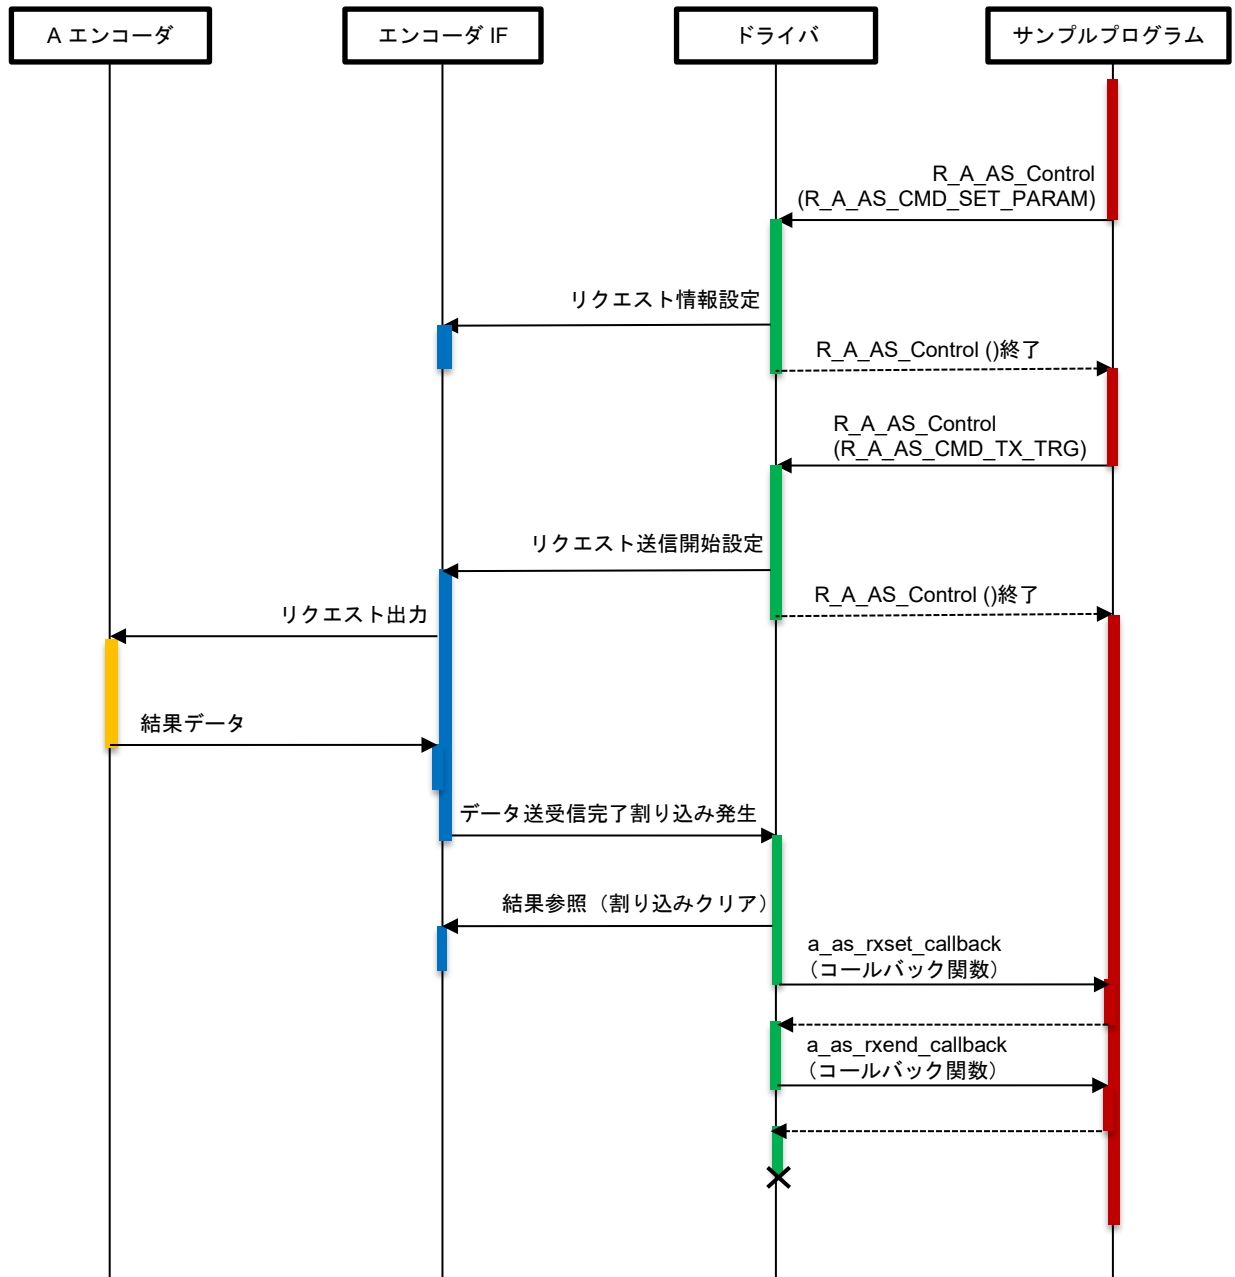 A エンコーダ
エンコーダ IF
ドライバ
サンプルプログラム
R_A_AS_Control
(R_A_AS_CMD_SET_PARAM)
リクエスト情報設定
R_A_AS_Control ()終了
R_A_AS_Control
(R_A_AS_CMD_TX_TRG)
リクエスト送信開始設定
R_A_AS_Control ()終了
リクエスト出力
結果データ
データ送受信完了割り込み発生
結果参照（割り込みクリア）
a_as_rxset_callback
（コールバック関数）
a_as_rxend_callback
（コールバック関数）